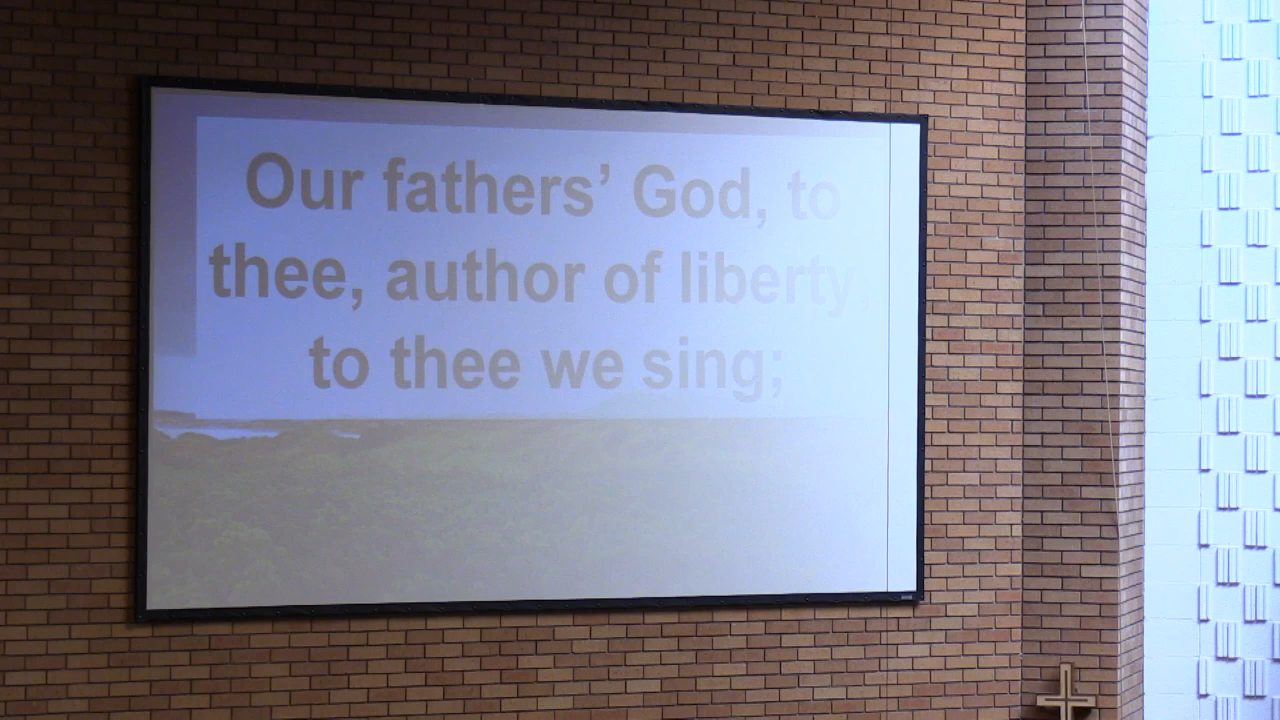 Our fathers’ God, to
thee, author of liberty,
to thee we sing;